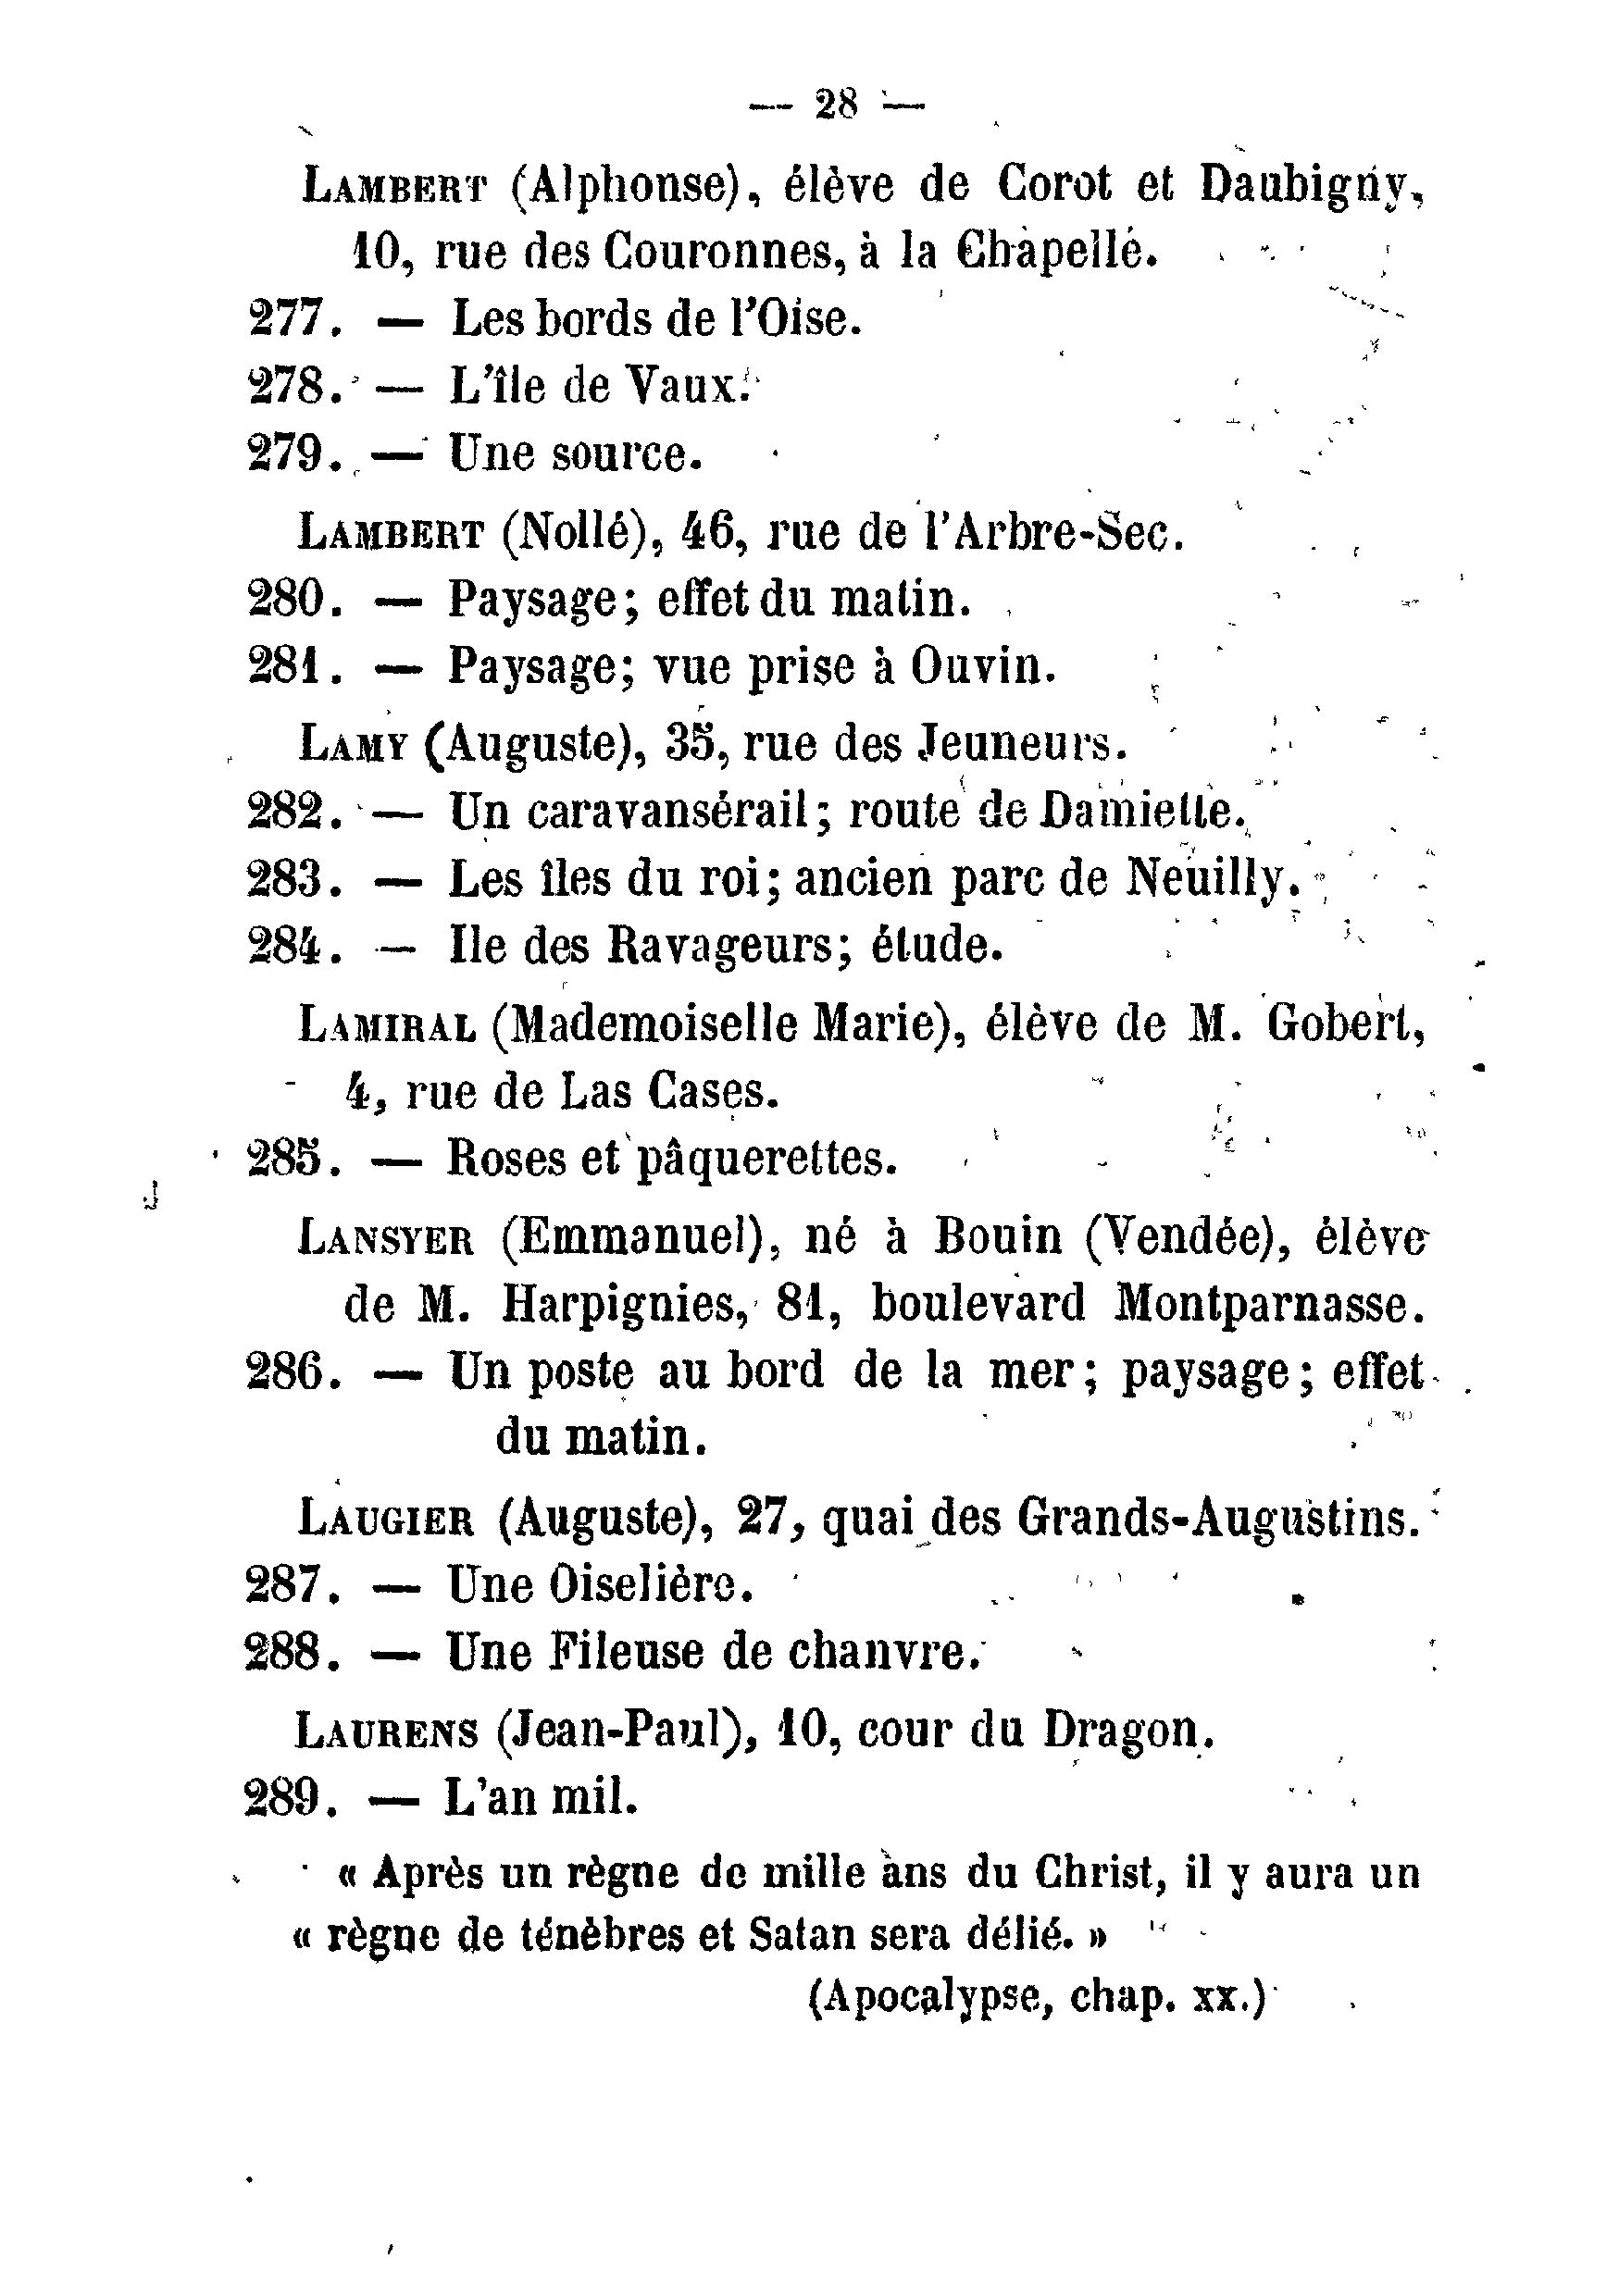 — 28 —
LAMBERT (Alphonse), élève de Corot et Daubigny,
10, rue des Couronnes, à la Chapelle.
277. — Les bords de l'Oise.
278. — L'île de Vaux.
279. — Une source.
LAMBERT (Nollé), 46, rue de l'Arbre-Sec.
280. — Paysage; effet du matin.
281. — Paysage; vue prise à Ouvin.
LAMY (Auguste), 35, rue des Jeuneurs.
282. — Un caravansérail; route de Damiette.
283. — Les îles du roi; ancien parc de Neuilly.
284. — Ile des Ravageurs; étude.
LAMIRAL (Mademoiselle Marie), élève de M. Gobert,
4, rue de Las Cases.
285. — Roses et pâquerettes.
LANSYER (Emmanuel), né à Bouin (Vendée), élève
de M. Harpignies, 81, boulevard Montparnasse.
286. — Un poste au bord de la mer; paysage; effet
du matin.
LAUGIER (Auguste), 27, quai des Grands-Augustins.
287. — Une Oiselière.
288. — Une Fileuse de chanvre.
LAURENS (Jean-Paul), 10, cour du Dragon.
289. — L'an mil.
« Après un règne de mille ans du Christ, il y aura un
« règne de ténèbres et Satan sera délié. »
(Apocalypse, chap. xx.)